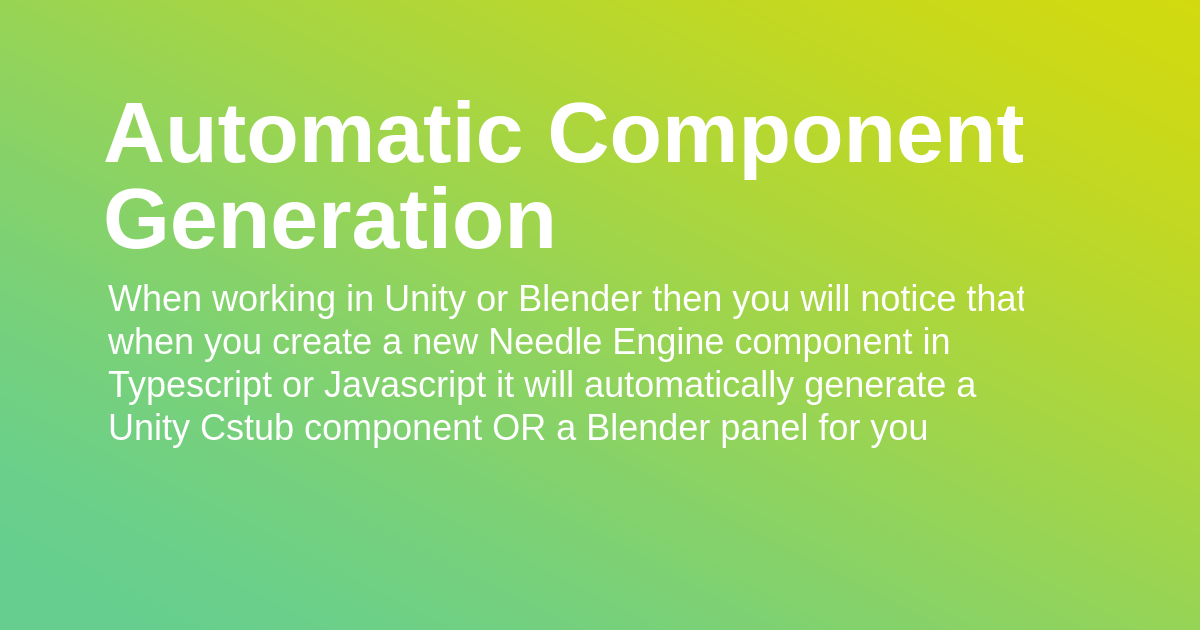 Automatic Component
Generation
When working in Unity or Blender then you will notice that
when you create a new Needle Engine component in
Typescript or Javascript it will automatically generate a
Unity Cstub component OR a Blender panel for you